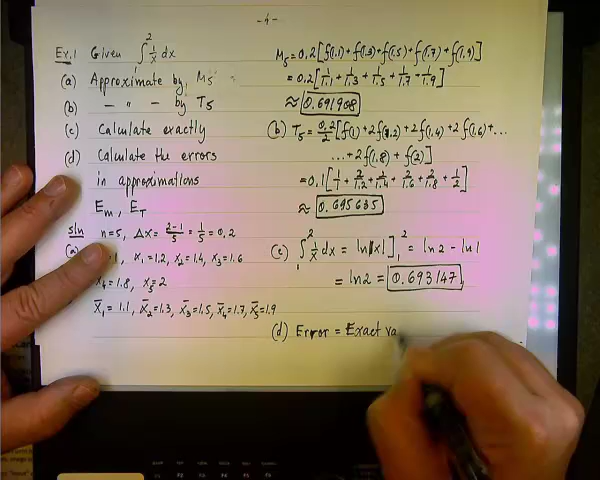 -4-
Ex.1 Given ∫₁² 1/x dx
(a) Approximate by M5
(b) – " – by T5
(c) Calculate exactly
(d) Calculate the errors
in approximations
E_M, E_T
sln n=5, Δx = (2-1)/5 = 1/5 = 0.2
(a) 1, x₁=1.2, x₂=1.4, x₃=1.6
x₄=1.8, x₅=2
x̄₁=1.1, x̄₂=1.3, x̄₃=1.5, x̄₄=1.7, x̄₅=1.9
M5=0.2[f(1.1)+f(1.3)+f(1.5)+f(1.7)+f(1.9)]
=0.2[1/1.1+1/1.3+1/1.5+1/1.7+1/1.9]
≈ 0.691908
(b) T5=0.2/2[f(1)+2f(1.2)+2f(1.4)+2f(1.6)+...
...+2f(1.8)+f(2)]
=0.1[1/1+2/1.2+2/1.4+2/1.6+2/1.8+1/2]
≈ 0.695635
(c) ∫₁² 1/x dx = ln|x|]₁² = ln2-ln1
= ln2 = 0.693147
(d) Error = Exact va